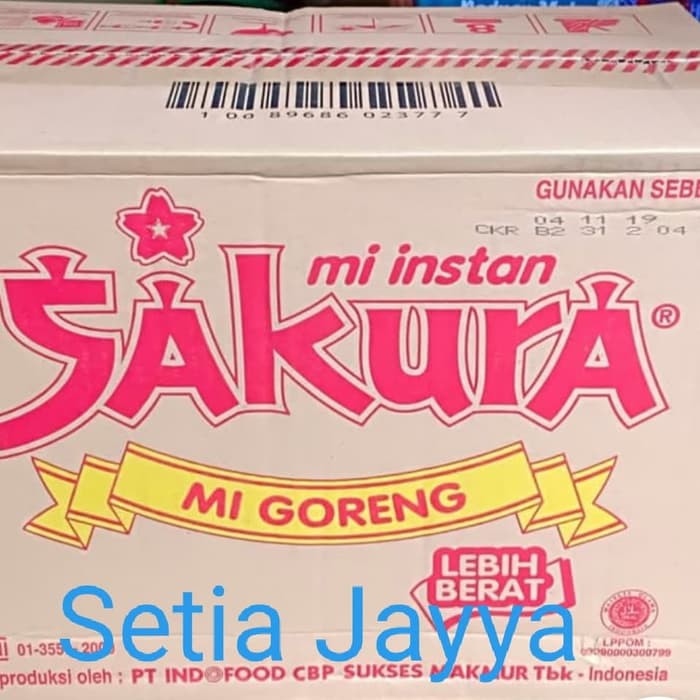 1 00 89686 02377 7
GUNAKAN SEBE
04 11 19
CKR B2 31 2 04
mi instan
SAkurA®
MI GORENG
LEBIH
BERAT
Setia Jayya
LPPOM :
00090000300799
produksi oleh : PT INDOFOOD CBP SUKSES MAKMUR Tbk - Indonesia